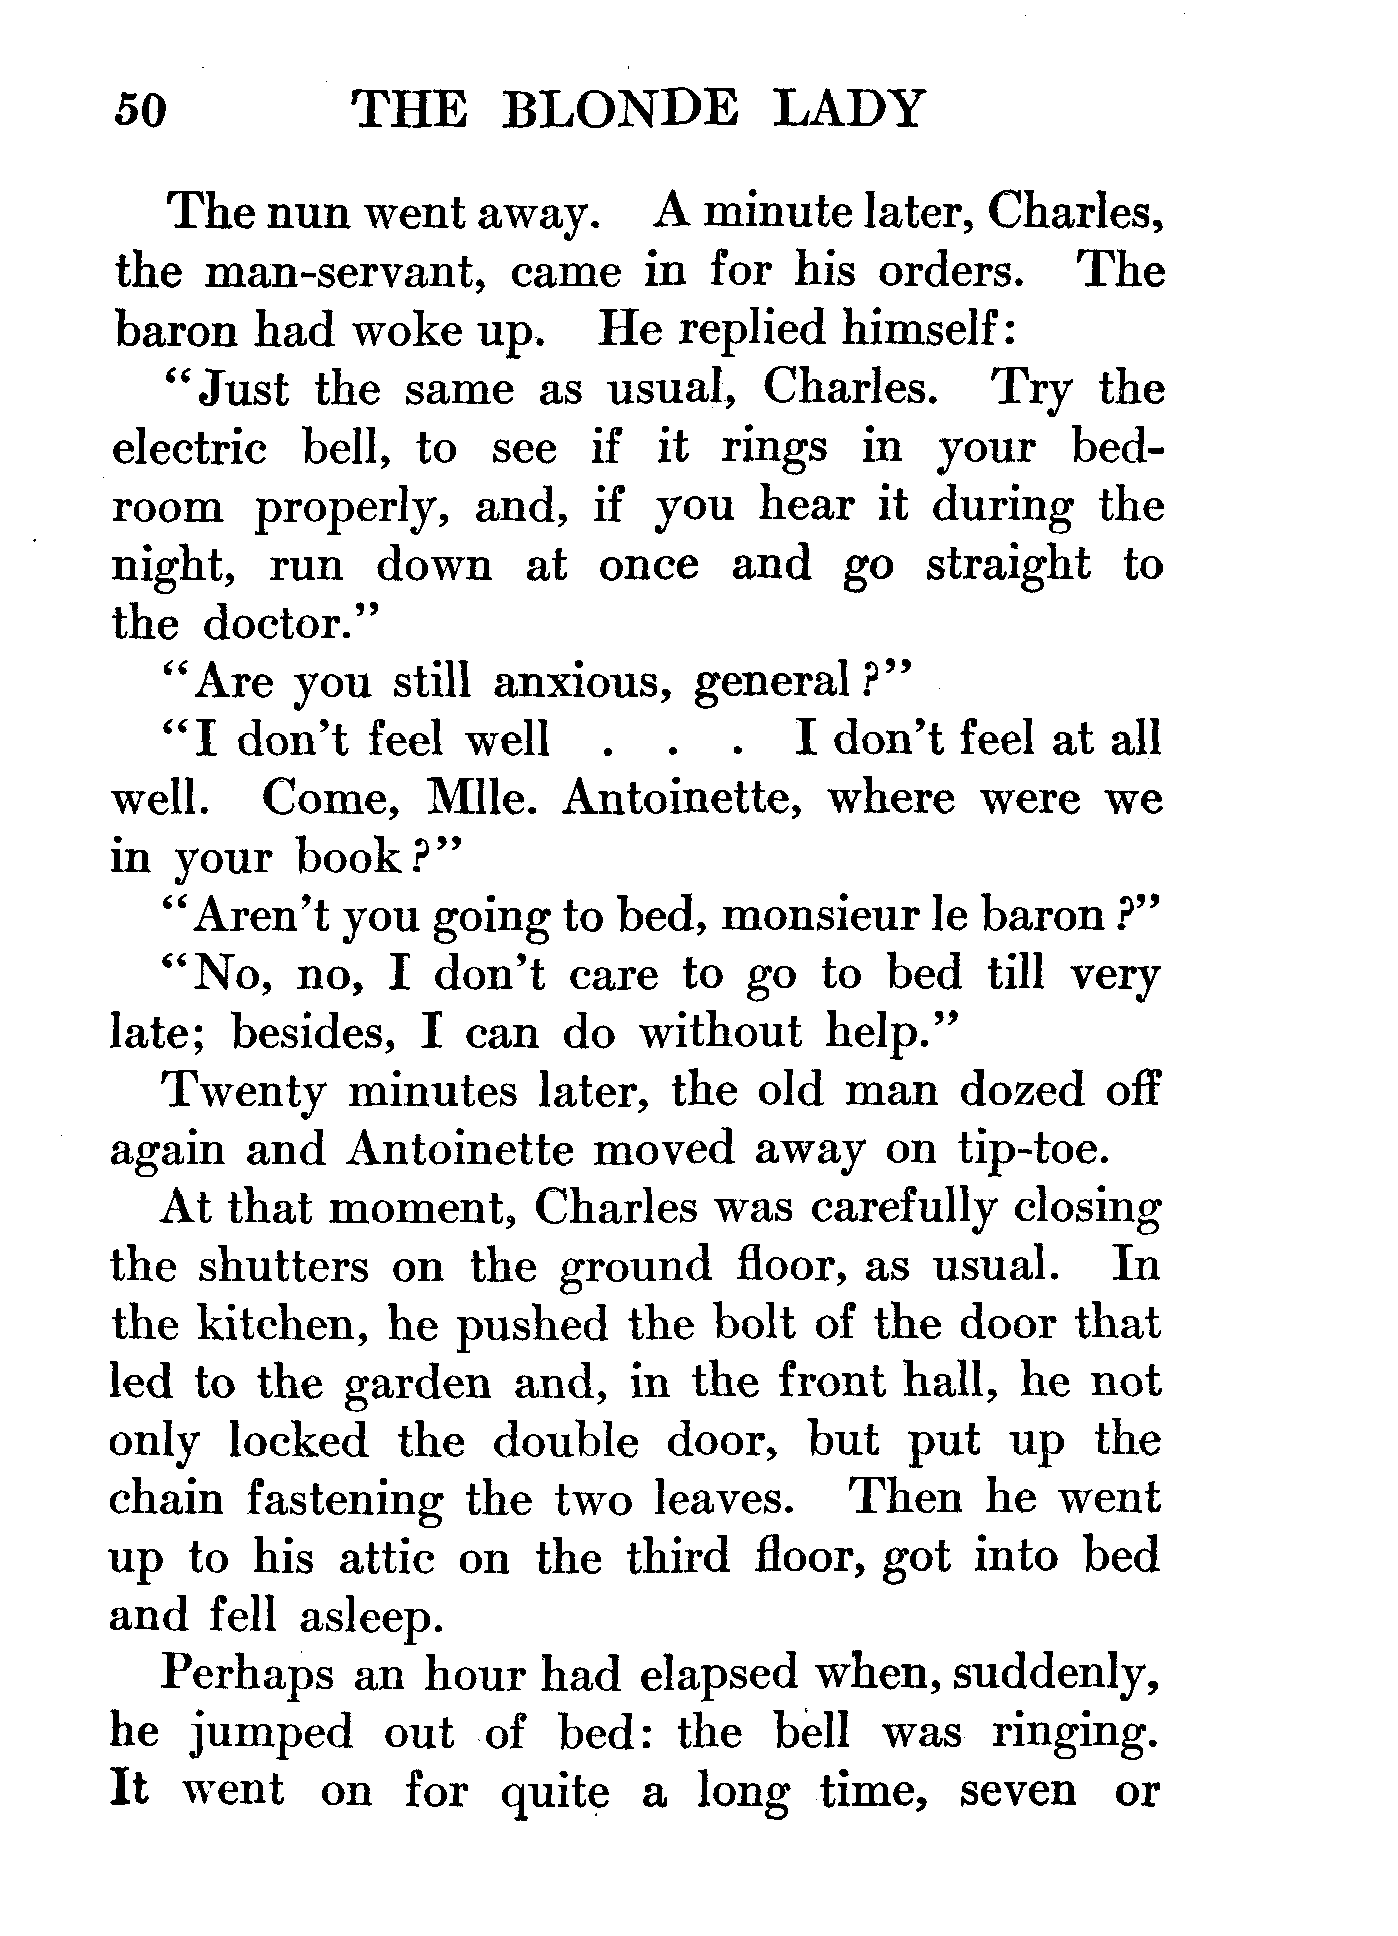 50 THE BLONDE LADY
The nun went away. A minute later, Charles,
the man-servant, came in for his orders. The
baron had woke up. He replied himself:
"Just the same as usual, Charles. Try the
electric bell, to see if it rings in your bed-
room properly, and, if you hear it during the
night, run down at once and go straight to
the doctor."
"Are you still anxious, general?"
"I don't feel well . . . I don't feel at all
well. Come, Mlle. Antoinette, where were we
in your book?"
"Aren't you going to bed, monsieur le baron?"
"No, no, I don't care to go to bed till very
late; besides, I can do without help."
Twenty minutes later, the old man dozed off
again and Antoinette moved away on tip-toe.
At that moment, Charles was carefully closing
the shutters on the ground floor, as usual. In
the kitchen, he pushed the bolt of the door that
led to the garden and, in the front hall, he not
only locked the double door, but put up the
chain fastening the two leaves. Then he went
up to his attic on the third floor, got into bed
and fell asleep.
Perhaps an hour had elapsed when, suddenly,
he jumped out of bed: the bell was ringing.
It went on for quite a long time, seven or